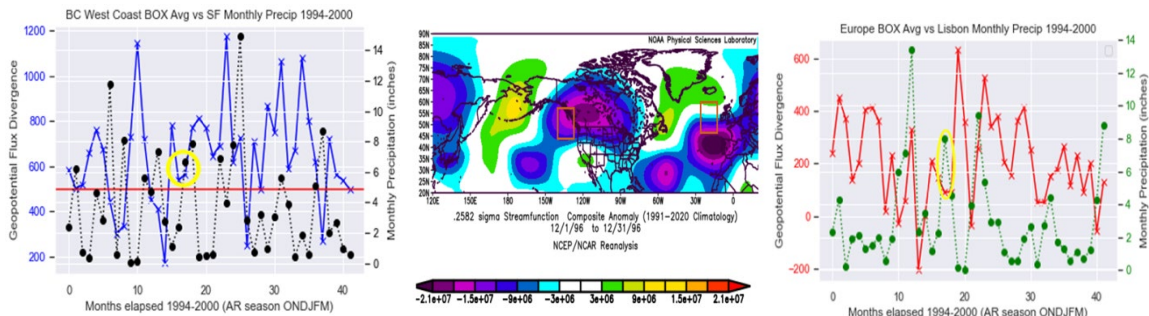 BC West Coast BOX Avg vs SF Monthly Precip 1994-2000
1200
1000
800
600
400
200
14
12
10
8
6
4
2
0
0
10
20
30
40
Geopotential Flux Divergence
Monthly Precipitation (inches)
Months elapsed 1994-2000 (AR season ONDJFM)
NOAA Physical Sciences Laboratory
90N
85N
80N
75N
70N
65N
60N
55N
50N
45N
40N
35N
30N
25N
20N
120E
150E
180
150W
120W
90W
60W
30W
0
.2582 sigma Streamfunction Composite Anomaly (1991-2020 Climatology)
12/1/96 to 12/31/96
NCEP/NCAR Reanalysis
-2.1e+07 -1.5e+07 -9e+06 -3e+06 3e+06 9e+06 1.5e+07 2.1e+07
Europe BOX Avg vs Lisbon Monthly Precip 1994-2000
600
400
200
0
−200
14
12
10
8
6
4
2
0
0
10
20
30
40
Geopotential Flux Divergence
Monthly Precipitation (inches)
Months elapsed 1994-2000 (AR season ONDJFM)